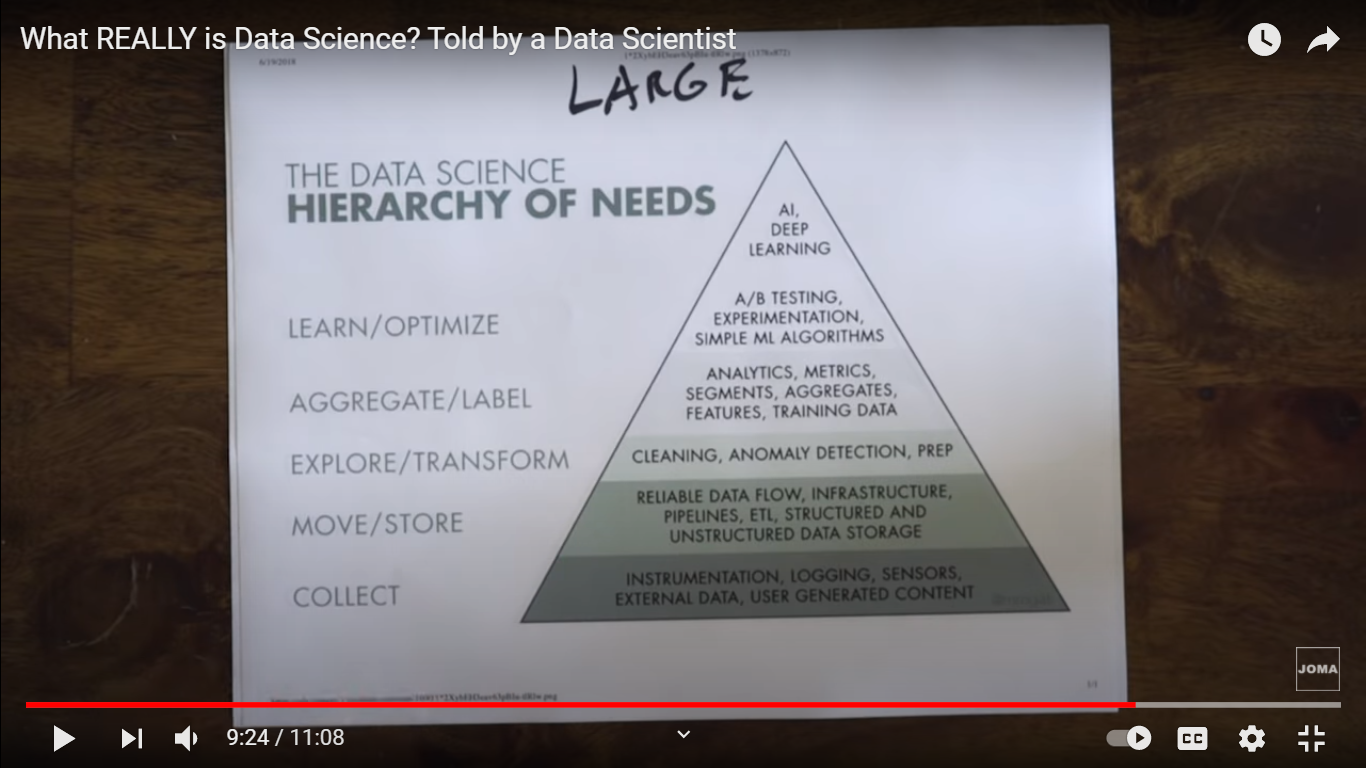 What REALLY is Data Science? Told by a Data Scientist
6/19/2018
LARGE
THE DATA SCIENCE
HIERARCHY OF NEEDS
AI,
DEEP
LEARNING
LEARN/OPTIMIZE
A/B TESTING,
EXPERIMENTATION,
SIMPLE ML ALGORITHMS
AGGREGATE/LABEL
ANALYTICS, METRICS,
SEGMENTS, AGGREGATES,
FEATURES, TRAINING DATA
EXPLORE/TRANSFORM
CLEANING, ANOMALY DETECTION, PREP
MOVE/STORE
RELIABLE DATA FLOW, INFRASTRUCTURE,
PIPELINES, ETL, STRUCTURED AND
UNSTRUCTURED DATA STORAGE
COLLECT
INSTRUMENTATION, LOGGING, SENSORS,
EXTERNAL DATA, USER GENERATED CONTENT
JOMA
1/1
9:24 / 11:08
CC